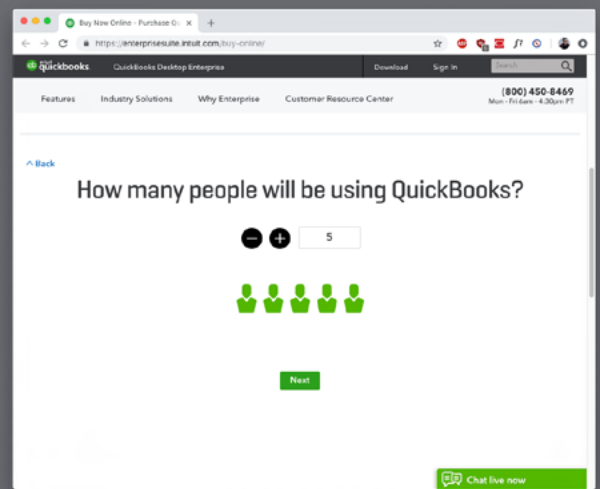 Buy Now Online - Purchase Qu
https://enterprisesuite.intuit.com/buy-online/
intuit quickbooks. QuickBooks Desktop Enterprise Download Sign In Search
Features Industry Solutions Why Enterprise Customer Resource Center
(800) 450-8469
Mon - Fri 6am - 4:30pm PT
Back
How many people will be using QuickBooks?
5
Next
Chat live now